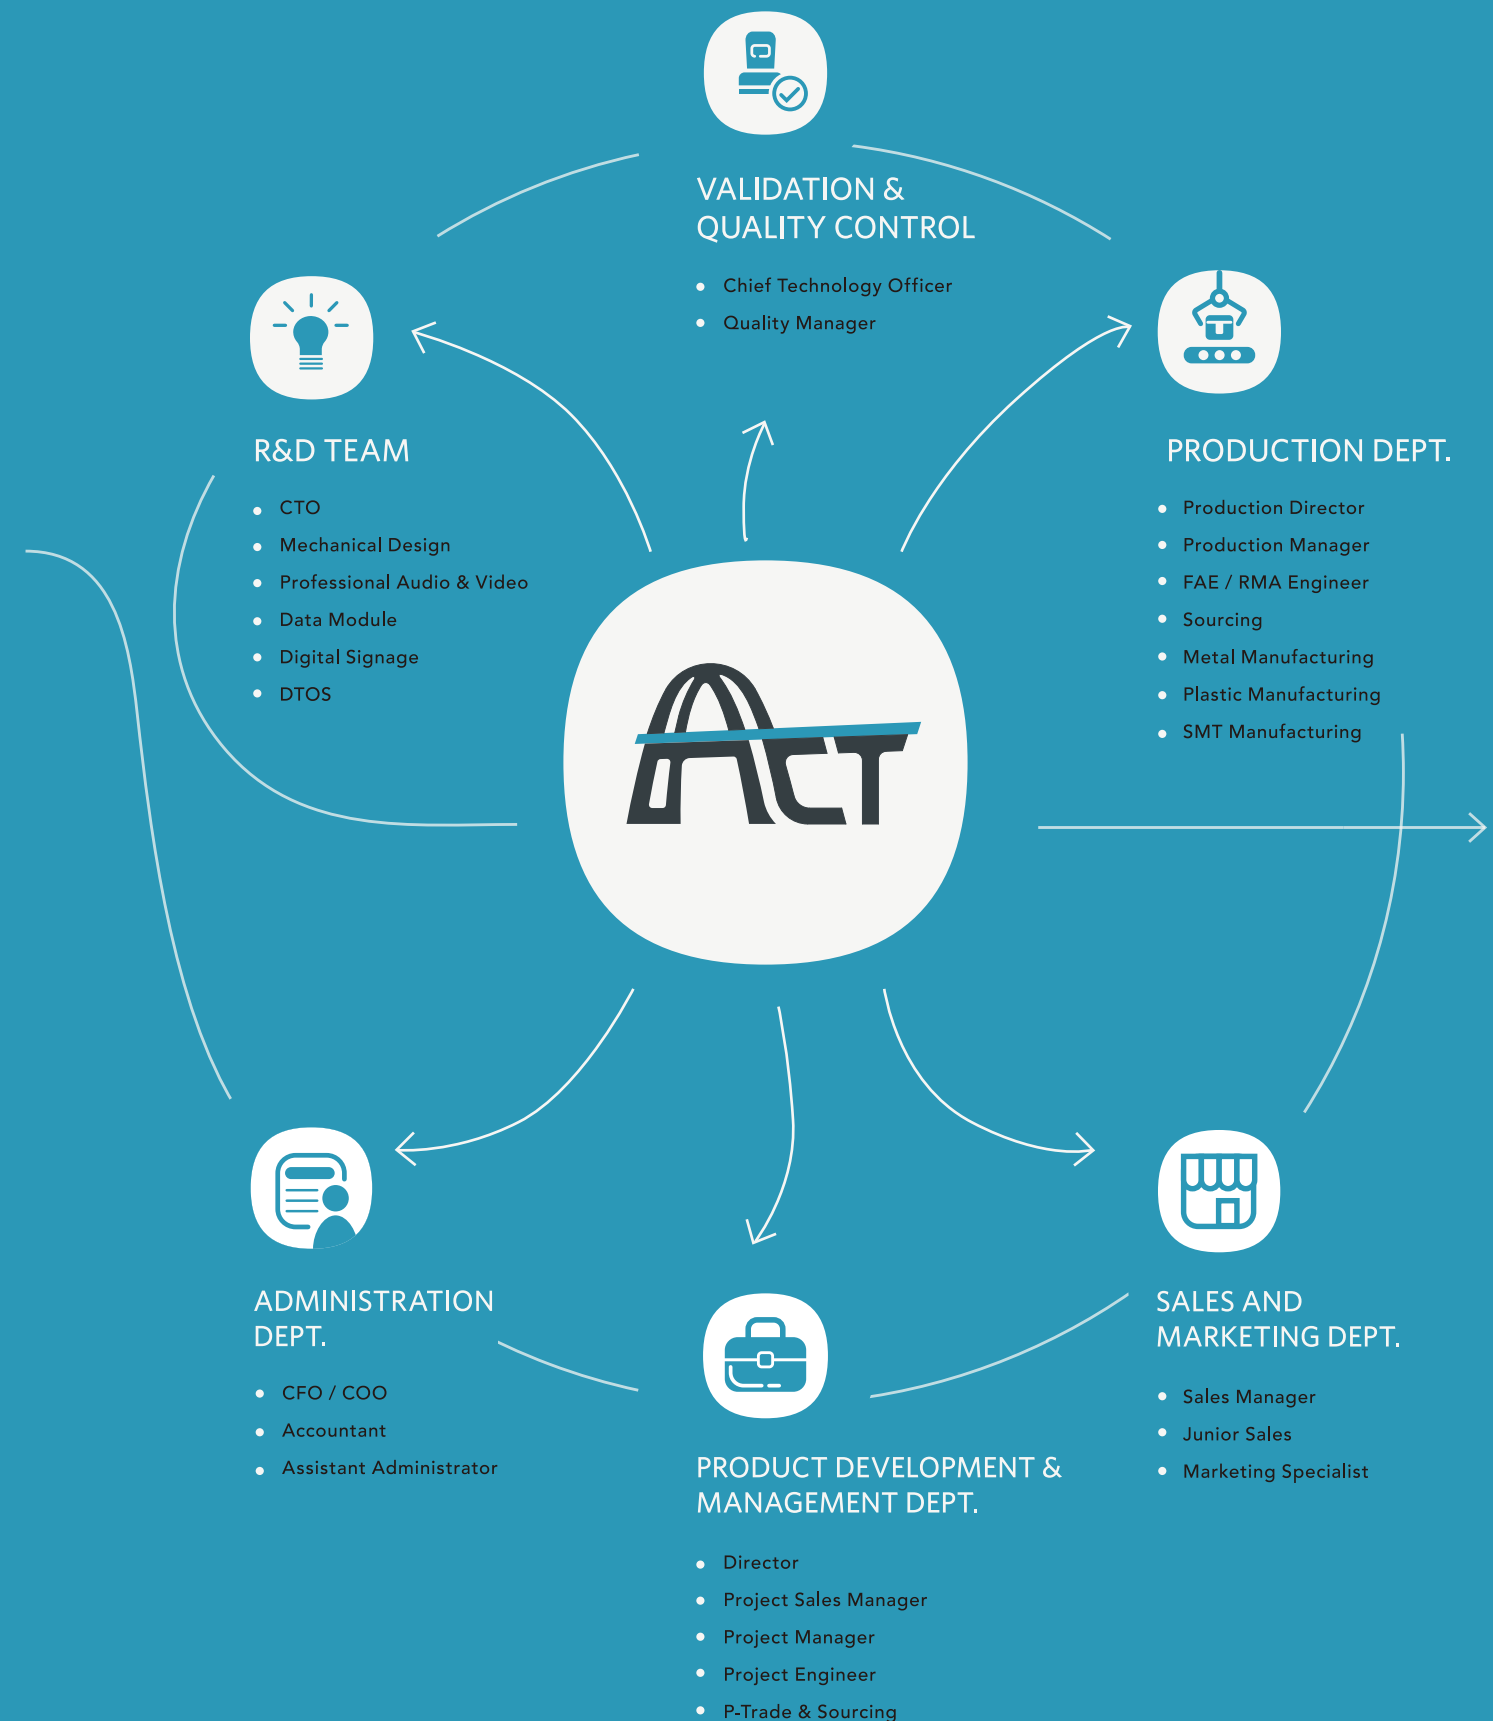 VALIDATION &
QUALITY CONTROL
Chief Technology Officer
Quality Manager
R&D TEAM
CTO
Mechanical Design
Professional Audio & Video
Data Module
Digital Signage
DTOS
PRODUCTION DEPT.
Production Director
Production Manager
FAE / RMA Engineer
Sourcing
Metal Manufacturing
Plastic Manufacturing
SMT Manufacturing
ACT
ADMINISTRATION
DEPT.
CFO / COO
Accountant
Assistant Administrator
PRODUCT DEVELOPMENT &
MANAGEMENT DEPT.
Director
Project Sales Manager
Project Manager
Project Engineer
P-Trade & Sourcing
SALES AND
MARKETING DEPT.
Sales Manager
Junior Sales
Marketing Specialist